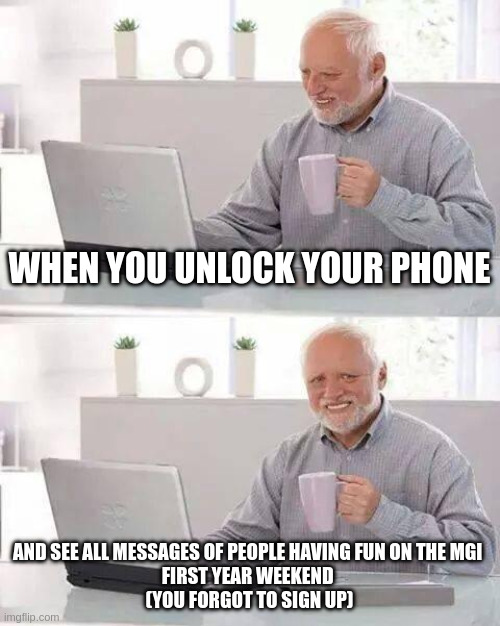 WHEN YOU UNLOCK YOUR PHONE
AND SEE ALL MESSAGES OF PEOPLE HAVING FUN ON THE MGI
FIRST YEAR WEEKEND
(YOU FORGOT TO SIGN UP)
imgflip.com